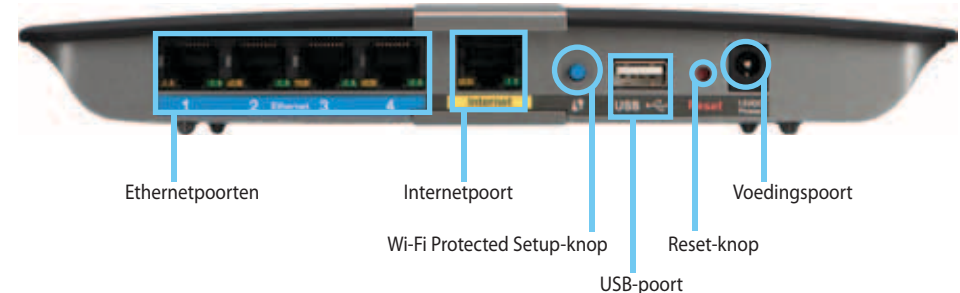 1 2 Ethernet 3 4
Internet
USB
Reset
Ethernetpoorten
Internetpoort
Voedingspoort
Wi-Fi Protected Setup-knop
Reset-knop
USB-poort